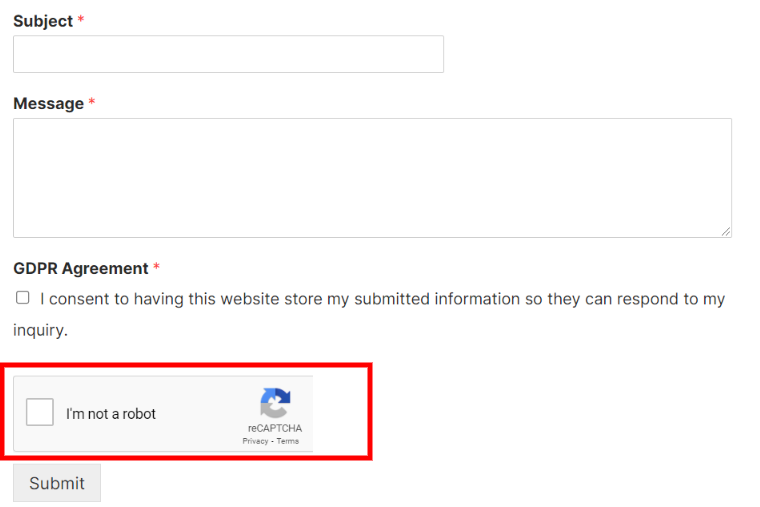 Subject *
Message *
GDPR Agreement *
I consent to having this website store my submitted information so they can respond to my
inquiry.
I'm not a robot
reCAPTCHA
Privacy - Terms
Submit